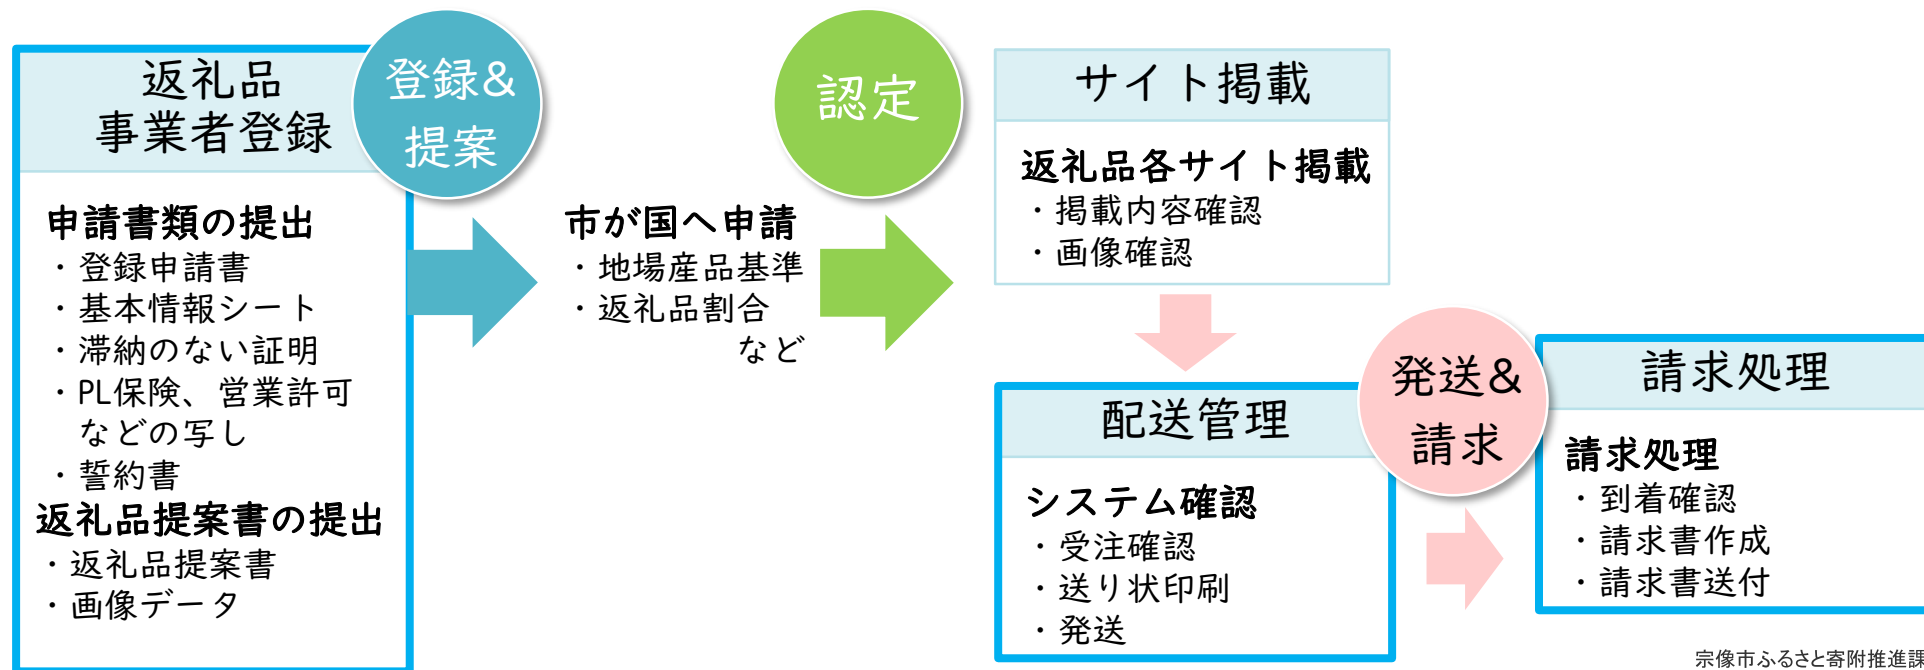 返礼品
事業者登録
登録&
提案
申請書類の提出
・登録申請書
・基本情報シート
・滞納のない証明
・PL保険、営業許可
などの写し
・誓約書
返礼品提案書の提出
・返礼品提案書
・画像データ
市が国へ申請
・地場産品基準
・返礼品割合
など
認定
サイト掲載
返礼品各サイト掲載
・掲載内容確認
・画像確認
配送管理
システム確認
・受注確認
・送り状印刷
・発送
発送&
請求
請求処理
請求処理
・到着確認
・請求書作成
・請求書送付
宗像市ふるさと寄附推進課